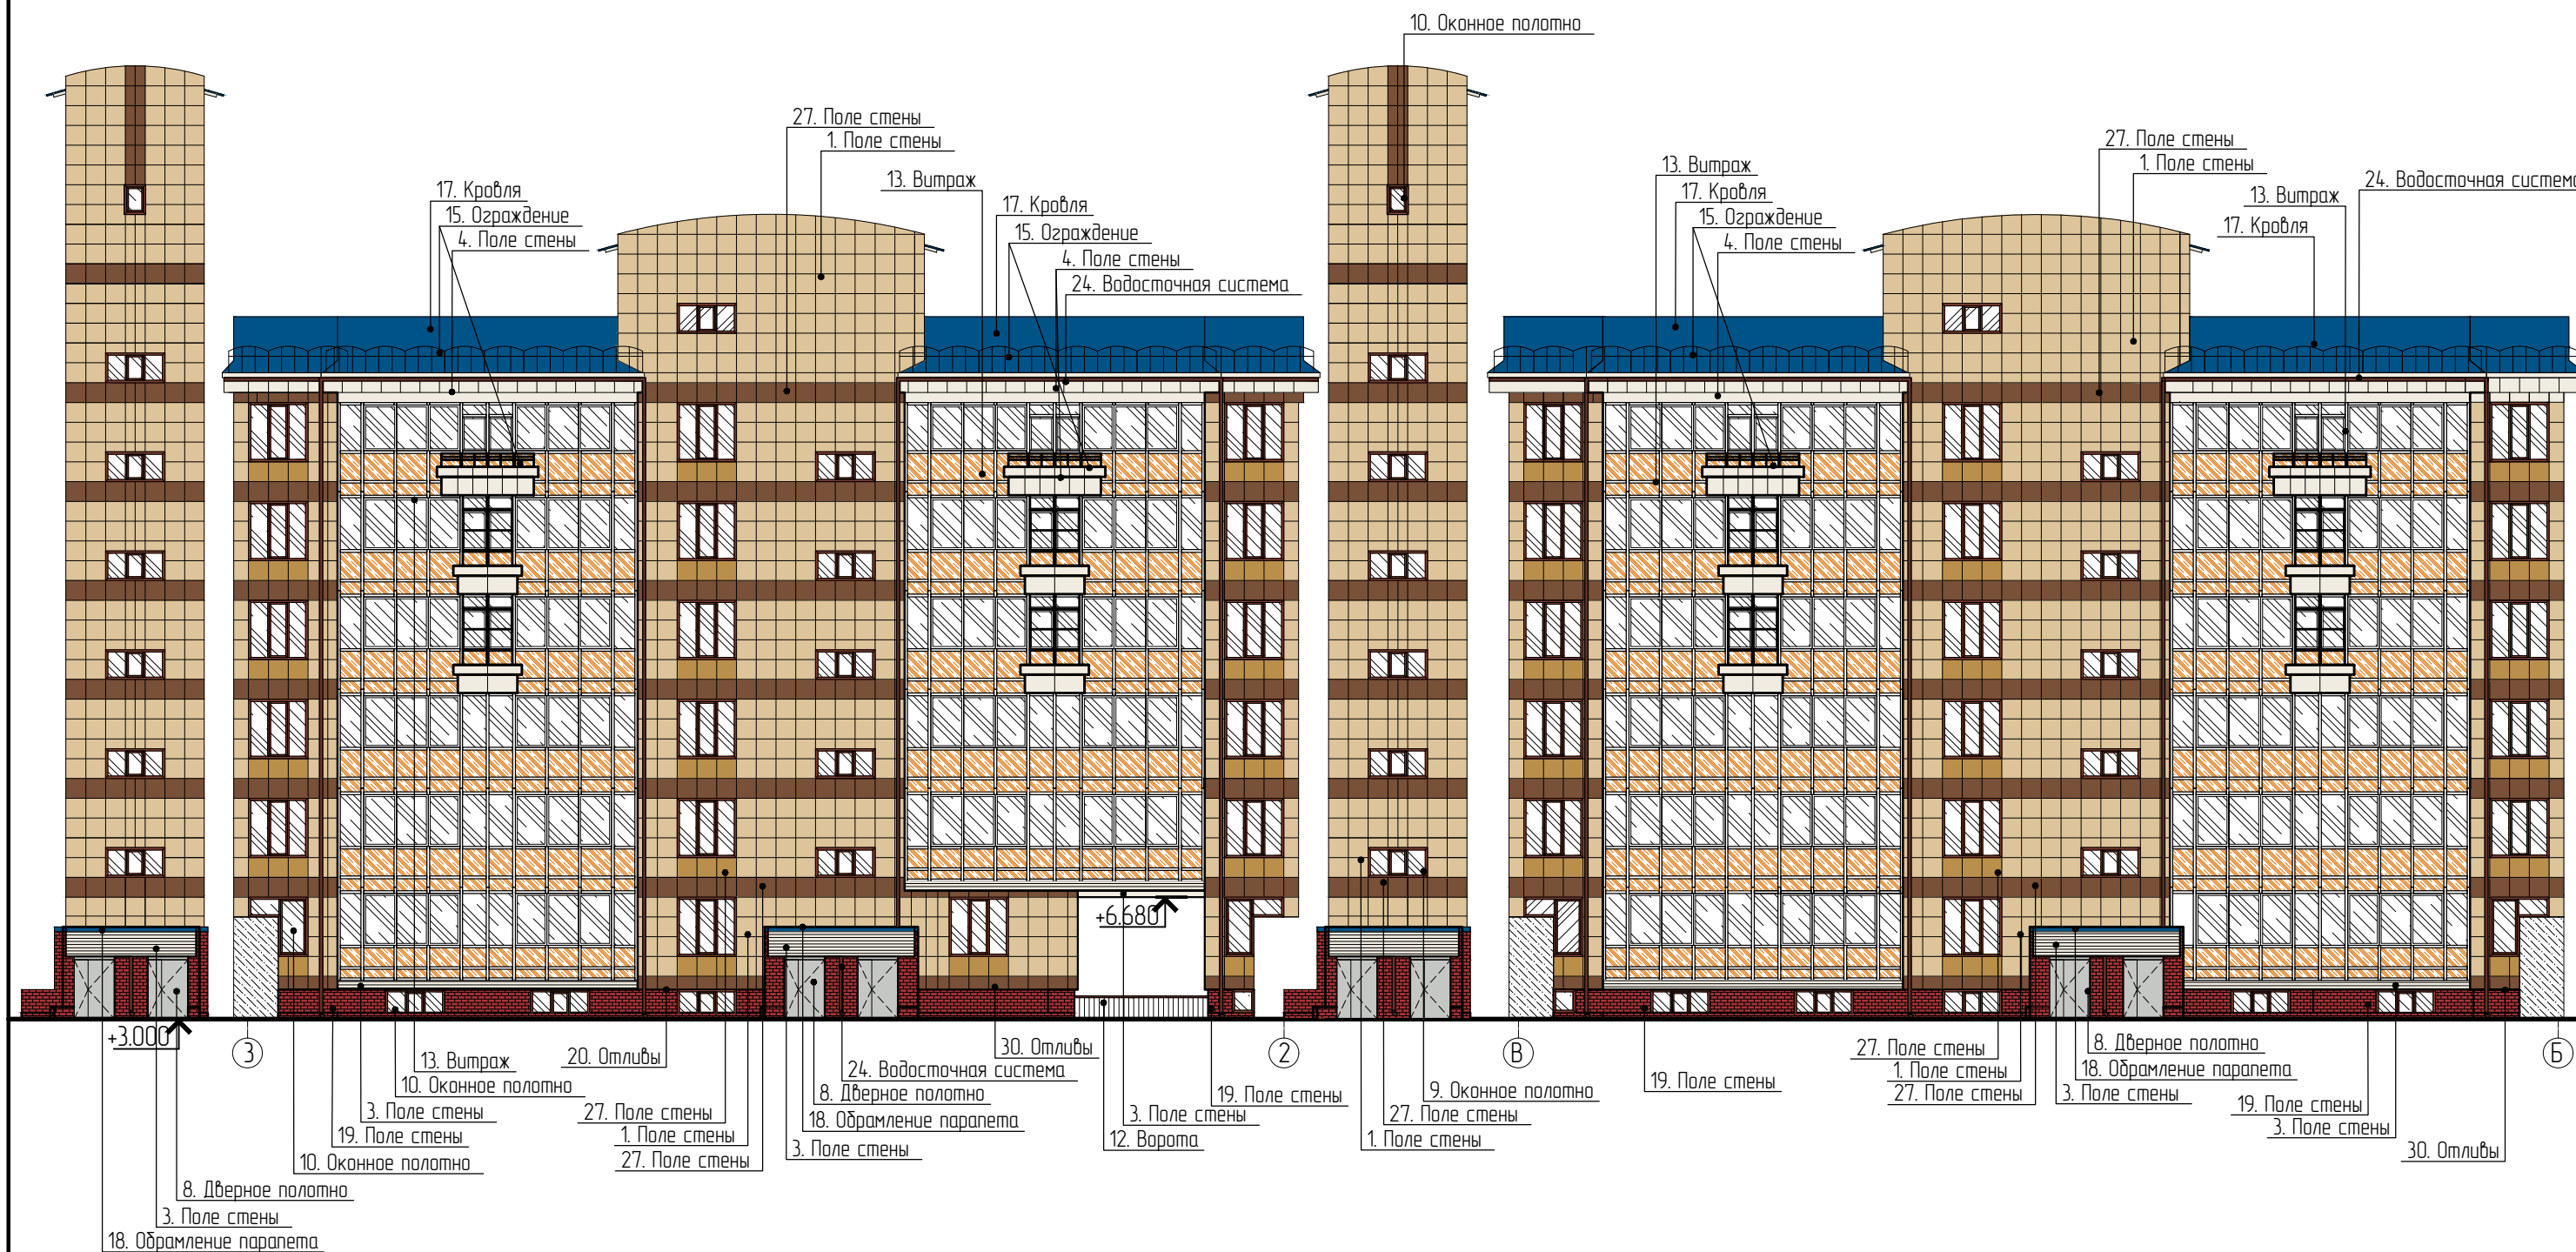 10. Оконное полотно
27. Поле стены
1. Поле стены
13. Витраж
17. Кровля
15. Ограждение
4. Поле стены
17. Кровля
15. Ограждение
4. Поле стены
24. Водосточная система
13. Витраж
17. Кровля
15. Ограждение
4. Поле стены
27. Поле стены
1. Поле стены
24. Водосточная система
13. Витраж
17. Кровля
+6.680
+3.000
3
2
В
Б
13. Витраж
10. Оконное полотно
3. Поле стены
19. Поле стены
10. Оконное полотно
8. Дверное полотно
3. Поле стены
18. Обрамление парапета
20. Отливы
27. Поле стены
1. Поле стены
27. Поле стены
30. Отливы
24. Водосточная система
8. Дверное полотно
18. Обрамление парапета
3. Поле стены
19. Поле стены
3. Поле стены
12. Ворота
9. Оконное полотно
27. Поле стены
1. Поле стены
19. Поле стены
27. Поле стены
1. Поле стены
27. Поле стены
8. Дверное полотно
18. Обрамление парапета
3. Поле стены
19. Поле стены
3. Поле стены
30. Отливы